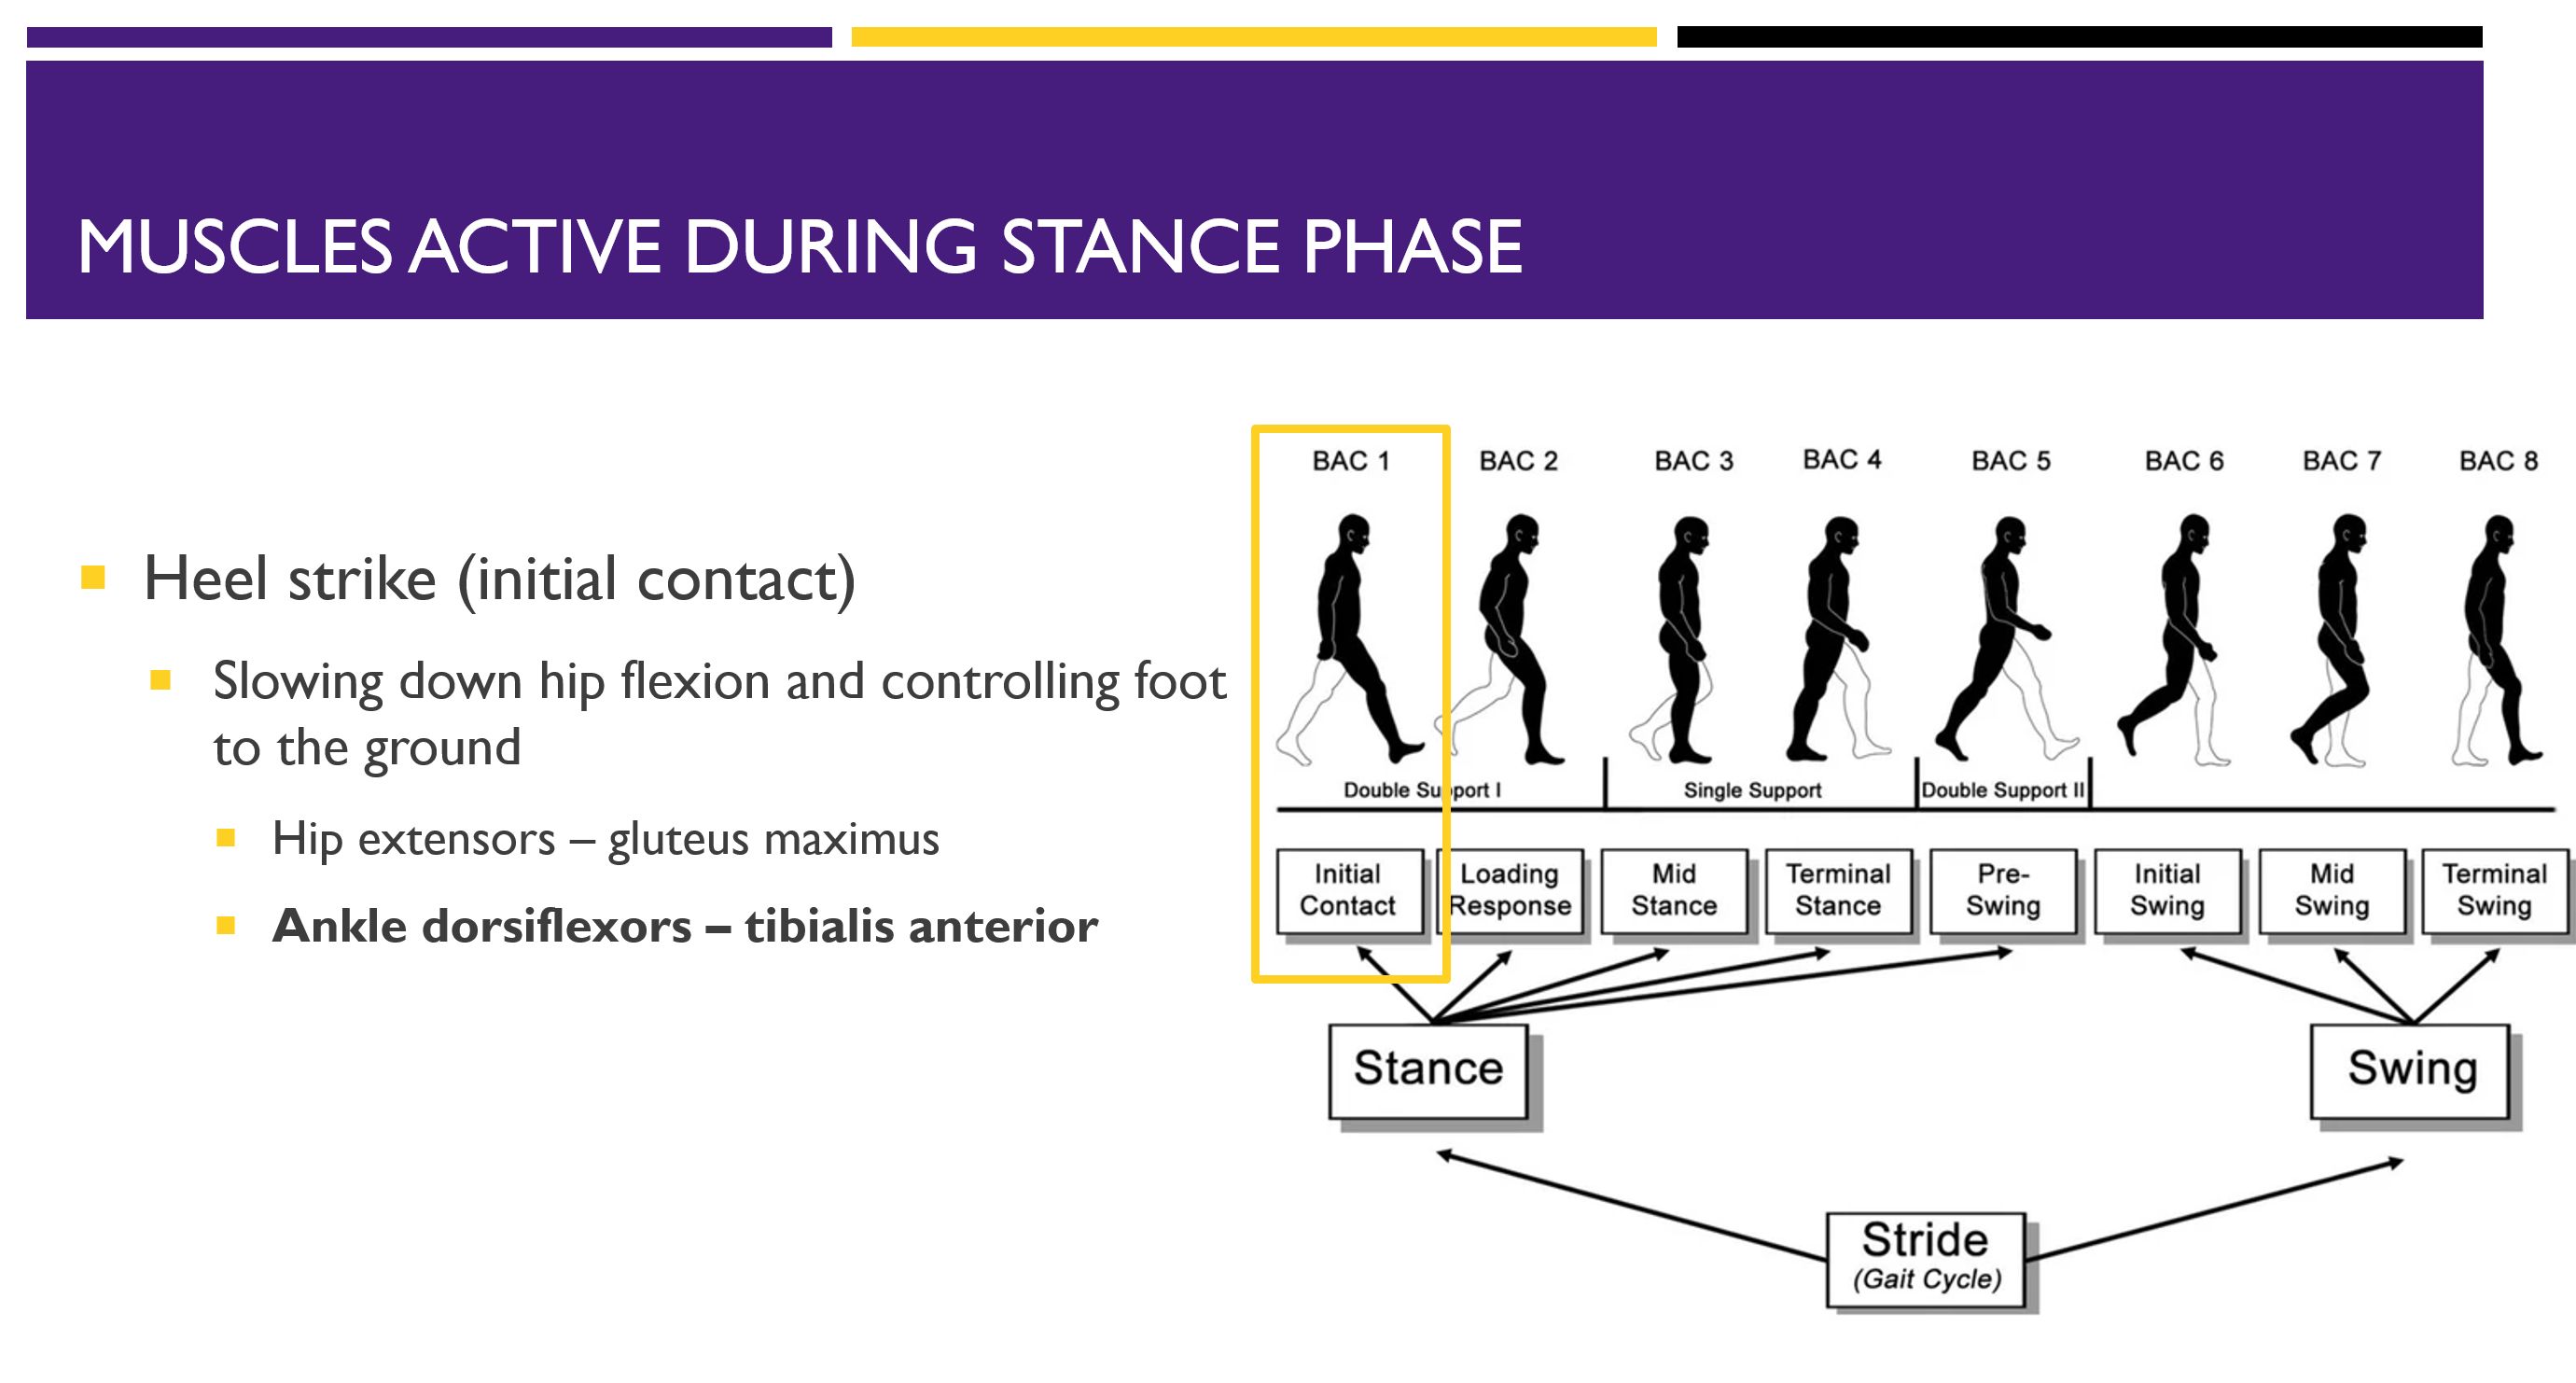 MUSCLES ACTIVE DURING STANCE PHASE
Heel strike (initial contact)
Slowing down hip flexion and controlling foot
to the ground
Hip extensors – gluteus maximus
Ankle dorsiflexors – tibialis anterior
BAC 1 BAC 2 BAC 3 BAC 4 BAC 5 BAC 6 BAC 7 BAC 8
Double Support I Single Support Double Support II
Initial Contact
Loading Response
Mid Stance
Terminal Stance
Pre-Swing
Initial Swing
Mid Swing
Terminal Swing
Stance
Swing
Stride
(Gait Cycle)